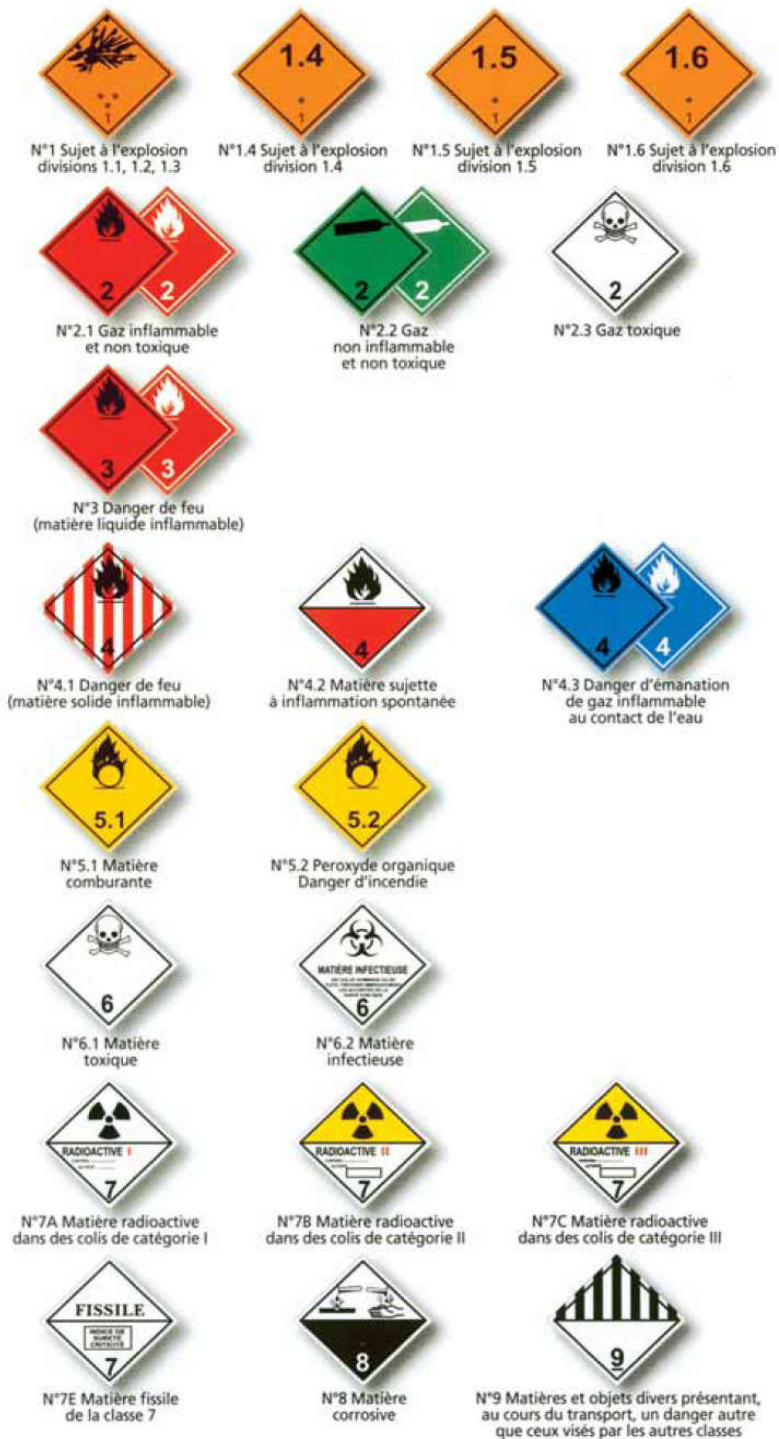 1
1.4
1
1.5
1
1.6
1
N°1 Sujet à l'explosion
divisions 1.1, 1.2, 1.3
N°1.4 Sujet à l'explosion
division 1.4
N°1.5 Sujet à l'explosion
division 1.5
N°1.6 Sujet à l'explosion
division 1.6
2
2
2
2
2
N°2.1 Gaz inflammable
et non toxique
N°2.2 Gaz
non inflammable
et non toxique
N°2.3 Gaz toxique
3
3
N°3 Danger de feu
(matière liquide inflammable)
4
4
4
4
N°4.1 Danger de feu
(matière solide inflammable)
N°4.2 Matière sujette
à inflammation spontanée
N°4.3 Danger d'émanation
de gaz inflammable
au contact de l'eau
5.1
5.2
N°5.1 Matière
comburante
N°5.2 Peroxyde organique
Danger d'incendie
6
MATIÈRE INFECTIEUSE
6
N°6.1 Matière
toxique
N°6.2 Matière
infectieuse
RADIOACTIVE I
7
RADIOACTIVE II
7
RADIOACTIVE III
7
N°7A Matière radioactive
dans des colis de catégorie I
N°7B Matière radioactive
dans des colis de catégorie II
N°7C Matière radioactive
dans des colis de catégorie III
FISSILE
INDICE DE
SURETÉ
CRITICITÉ
7
8
9
N°7E Matière fissile
de la classe 7
N°8 Matière
corrosive
N°9 Matières et objets divers présentant,
au cours du transport, un danger autre
que ceux visés par les autres classes